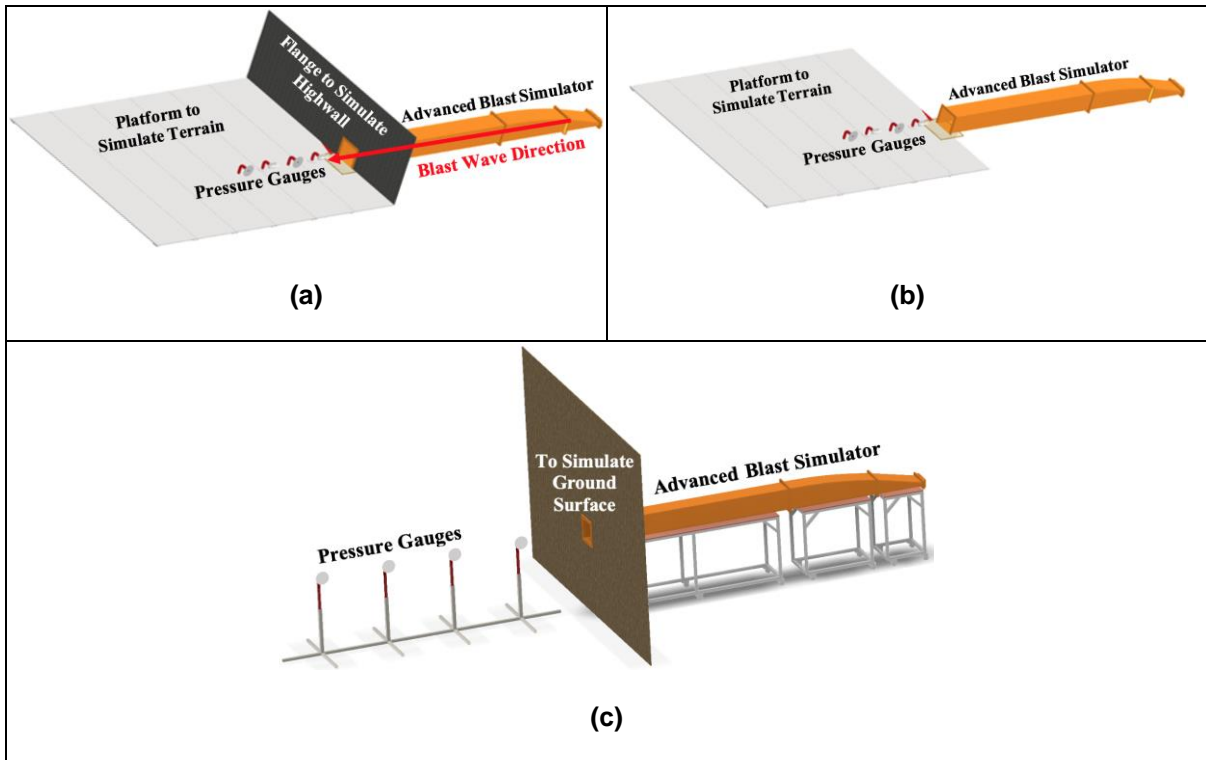 Flange to Simulate
Highwall
Platform to
Simulate Terrain
Advanced Blast Simulator
Pressure Gauges
Blast Wave Direction
(a)
Platform to
Simulate Terrain
Advanced Blast Simulator
Pressure Gauges
(b)
To Simulate
Ground
Surface
Advanced Blast Simulator
Pressure Gauges
(c)